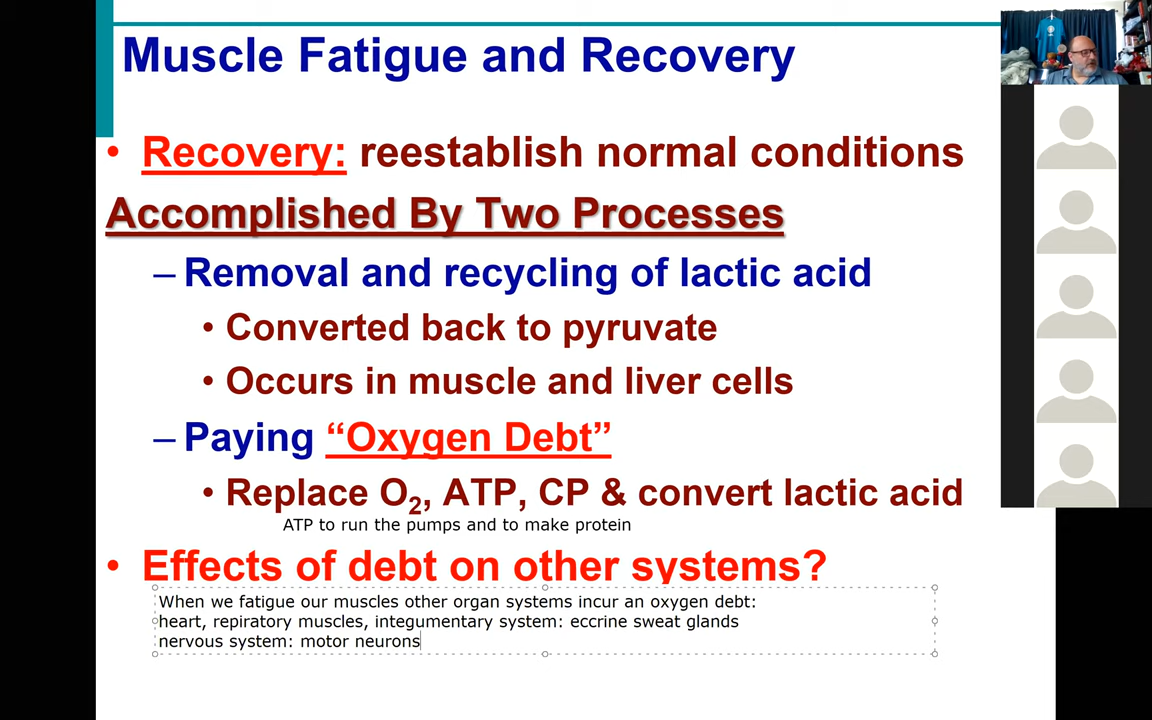 Muscle Fatigue and Recovery
• Recovery: reestablish normal conditions
Accomplished By Two Processes
– Removal and recycling of lactic acid
• Converted back to pyruvate
• Occurs in muscle and liver cells
– Paying “Oxygen Debt”
• Replace O₂, ATP, CP & convert lactic acid
ATP to run the pumps and to make protein
• Effects of debt on other systems?
When we fatigue our muscles other organ systems incur an oxygen debt:
heart, repiratory muscles, integumentary system: eccrine sweat glands
nervous system: motor neurons